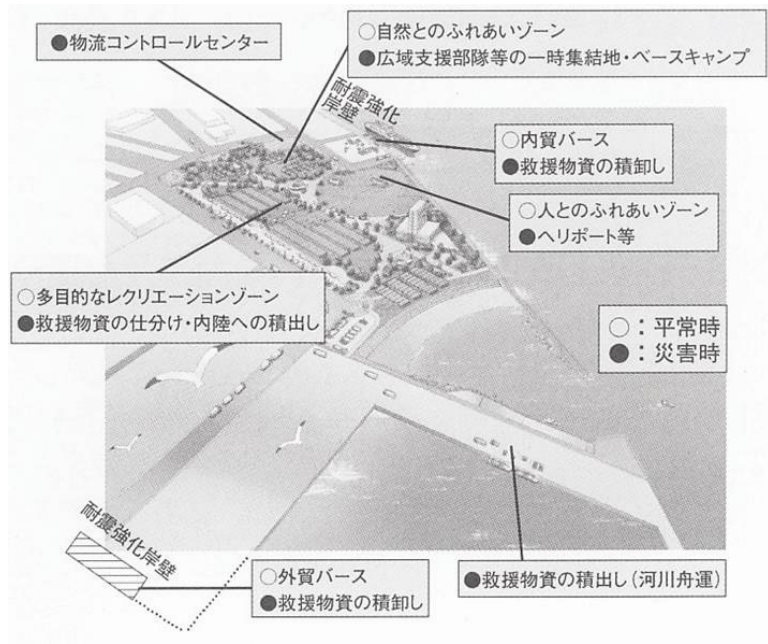 ●物流コントロールセンター
○自然とのふれあいゾーン
●広域支援部隊等の一時集結地・ベースキャンプ
耐震強化
岸壁
○内貿バース
●救援物資の積卸し
○人とのふれあいゾーン
●ヘリポート等
○多目的なレクリエーションゾーン
●救援物資の仕分け・内陸への積出し
○：平常時
●：災害時
耐震強化岸壁
○外貿バース
●救援物資の積卸し
●救援物資の積出し（河川舟運）